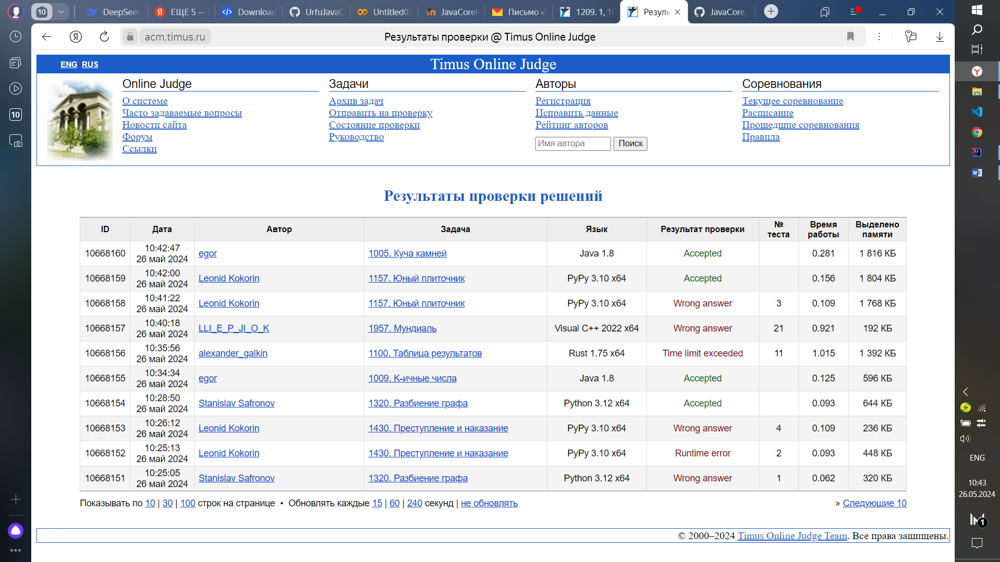 10
DeepSeek
ЕЩЕ 5 —
Download
UrfuJavaC
Untitled0.i
JavaCoreP
Письмо «
1209. 1, 10
Резуль
JavaCore_
acm.timus.ru
Результаты проверки @ Timus Online Judge
ENG RUS
Timus Online Judge
Online Judge
О системе
Часто задаваемые вопросы
Новости сайта
Форум
Ссылки
Задачи
Архив задач
Отправить на проверку
Состояние проверки
Руководство
Авторы
Регистрация
Исправить данные
Рейтинг авторов
Имя автора Поиск
Соревнования
Текущее соревнование
Расписание
Прошедшие соревнования
Правила
Результаты проверки решений
ID Дата Автор Задача Язык Результат проверки № теста Время работы Выделено памяти
10668160 10:42:47 26 май 2024 egor 1005. Куча камней Java 1.8 Accepted 0.281 1 816 КБ
10668159 10:42:00 26 май 2024 Leonid Kokorin 1157. Юный плиточник PyPy 3.10 x64 Accepted 0.156 1 804 КБ
10668158 10:41:22 26 май 2024 Leonid Kokorin 1157. Юный плиточник PyPy 3.10 x64 Wrong answer 3 0.109 1 768 КБ
10668157 10:40:18 26 май 2024 LLI_E_P_JI_O_K 1957. Мундиаль Visual C++ 2022 x64 Wrong answer 21 0.921 192 КБ
10668156 10:35:56 26 май 2024 alexander_galkin 1100. Таблица результатов Rust 1.75 x64 Time limit exceeded 11 1.015 1 392 КБ
10668155 10:34:34 26 май 2024 egor 1009. K-ичные числа Java 1.8 Accepted 0.125 596 КБ
10668154 10:28:50 26 май 2024 Stanislav Safronov 1320. Разбиение графа Python 3.12 x64 Accepted 0.093 644 КБ
10668153 10:26:12 26 май 2024 Leonid Kokorin 1430. Преступление и наказание PyPy 3.10 x64 Wrong answer 4 0.109 236 КБ
10668152 10:25:13 26 май 2024 Leonid Kokorin 1430. Преступление и наказание PyPy 3.10 x64 Runtime error 2 0.093 448 КБ
10668151 10:25:05 26 май 2024 Stanislav Safronov 1320. Разбиение графа Python 3.12 x64 Wrong answer 1 0.062 320 КБ
Показывать по 10 | 30 | 100 строк на странице • Обновлять каждые 15 | 60 | 240 секунд | не обновлять
» Следующие 10
© 2000–2024 Timus Online Judge Team. Все права защищены.
10
ENG
10:43
26.05.2024
1